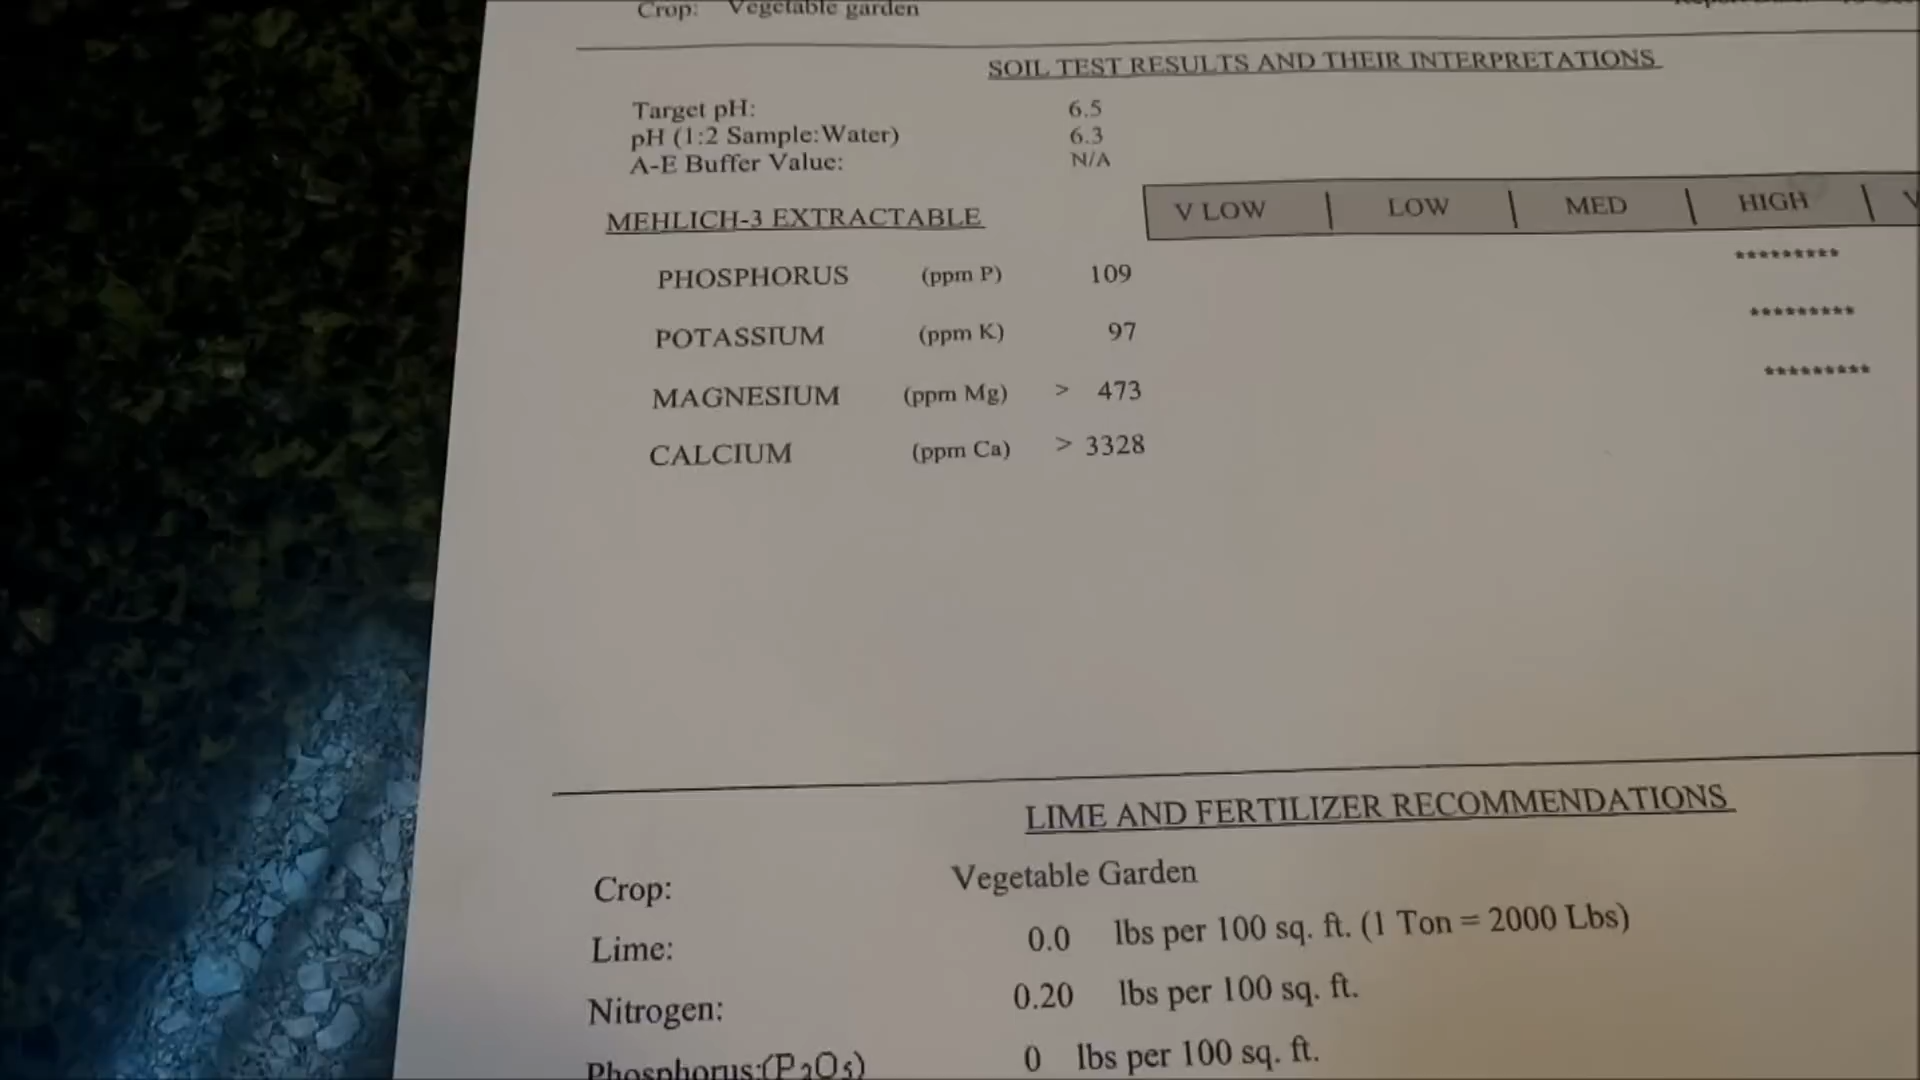 Crop: Vegetable garden
SOIL TEST RESULTS AND THEIR INTERPRETATIONS
Target pH: 6.5
pH (1:2 Sample:Water) 6.3
A-E Buffer Value: N/A
MEHLICH-3 EXTRACTABLE V LOW | LOW | MED | HIGH |
PHOSPHORUS (ppm P) 109 *********
POTASSIUM (ppm K) 97 *********
MAGNESIUM (ppm Mg) > 473 *********
CALCIUM (ppm Ca) > 3328
LIME AND FERTILIZER RECOMMENDATIONS
Crop: Vegetable Garden
Lime: 0.0 lbs per 100 sq. ft. (1 Ton = 2000 Lbs)
Nitrogen: 0.20 lbs per 100 sq. ft.
Phosphorus:(P2O5) 0 lbs per 100 sq. ft.